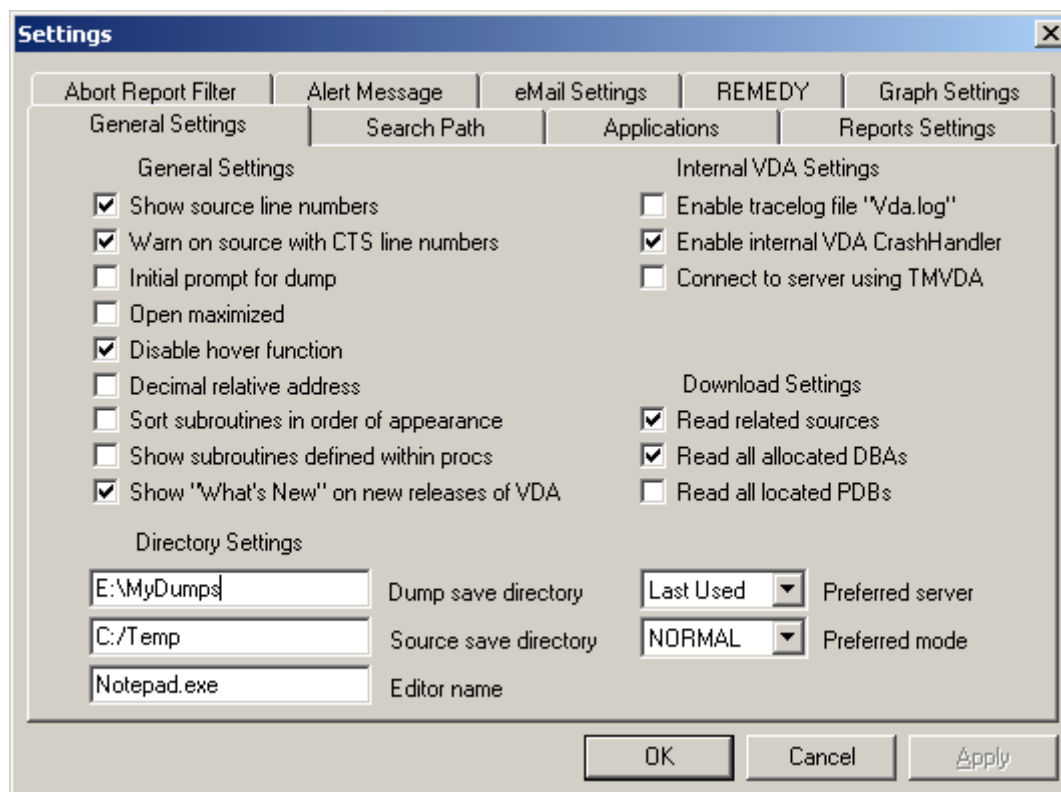 Settings
Abort Report Filter
Alert Message
eMail Settings
REMEDY
Graph Settings
General Settings
Search Path
Applications
Reports Settings
General Settings
Show source line numbers
Warn on source with CTS line numbers
Initial prompt for dump
Open maximized
Disable hover function
Decimal relative address
Sort subroutines in order of appearance
Show subroutines defined within procs
Show "What's New" on new releases of VDA
Internal VDA Settings
Enable tracelog file "Vda.log"
Enable internal VDA CrashHandler
Connect to server using TMVDA
Download Settings
Read related sources
Read all allocated DBAs
Read all located PDBs
Directory Settings
E:\MyDumps
Dump save directory
C:/Temp
Source save directory
Notepad.exe
Editor name
Last Used
Preferred server
NORMAL
Preferred mode
OK
Cancel
Apply